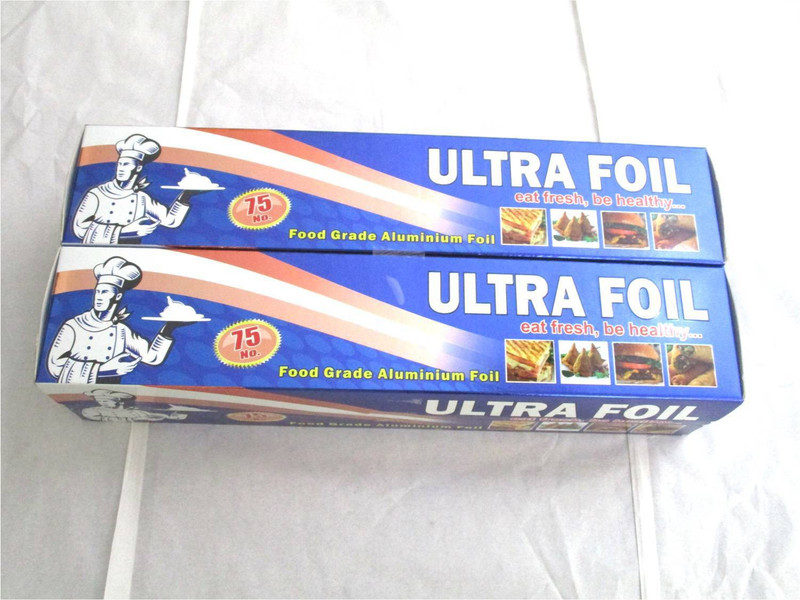 ULTRA FOIL
eat fresh, be healthy...
75
No.
Food Grade Aluminium Foil
ULTRA FOIL
eat fresh, be healthy...
75
No.
Food Grade Aluminium Foil
ULTRA FOIL
75
Food Grade Aluminium Foil